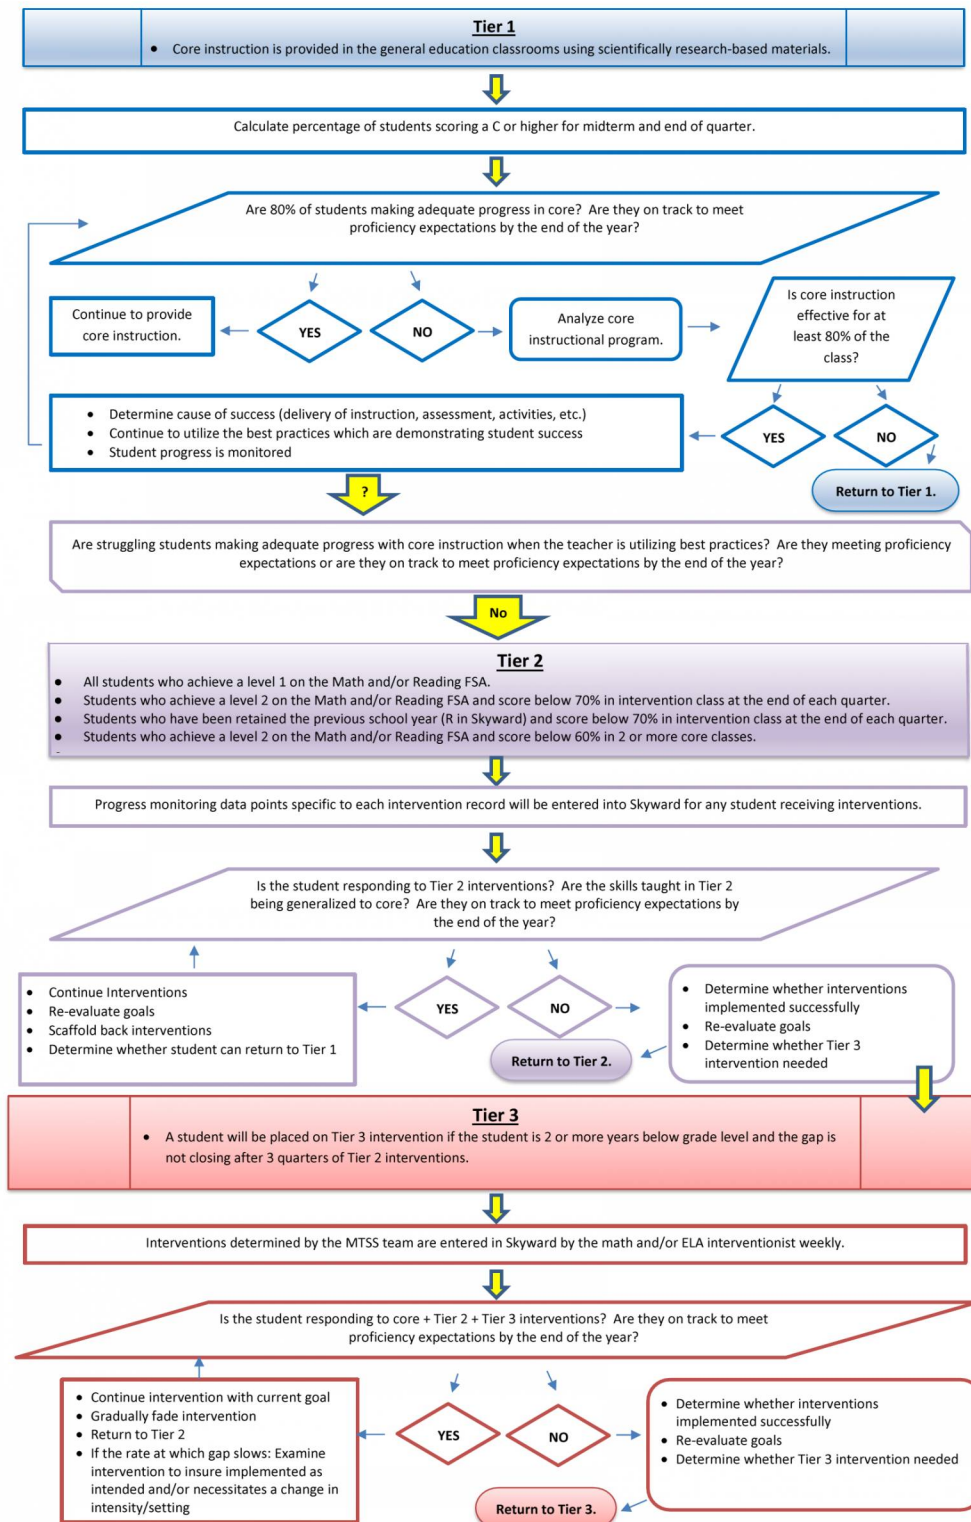 Tier 1
• Core instruction is provided in the general education classrooms using scientifically research-based materials.
Calculate percentage of students scoring a C or higher for midterm and end of quarter.
Are 80% of students making adequate progress in core? Are they on track to meet
proficiency expectations by the end of the year?
Continue to provide
core instruction.
YES
NO
Analyze core
instructional program.
Is core instruction
effective for at
least 80% of the
class?
• Determine cause of success (delivery of instruction, assessment, activities, etc.)
• Continue to utilize the best practices which are demonstrating student success
• Student progress is monitored
YES
NO
Return to Tier 1.
?
Are struggling students making adequate progress with core instruction when the teacher is utilizing best practices? Are they meeting proficiency
expectations or are they on track to meet proficiency expectations by the end of the year?
No
Tier 2
• All students who achieve a level 1 on the Math and/or Reading FSA.
• Students who achieve a level 2 on the Math and/or Reading FSA and score below 70% in intervention class at the end of each quarter.
• Students who have been retained the previous school year (R in Skyward) and score below 70% in intervention class at the end of each quarter.
• Students who achieve a level 2 on the Math and/or Reading FSA and score below 60% in 2 or more core classes.
Progress monitoring data points specific to each intervention record will be entered into Skyward for any student receiving interventions.
Is the student responding to Tier 2 interventions? Are the skills taught in Tier 2
being generalized to core? Are they on track to meet proficiency expectations by
the end of the year?
• Continue Interventions
• Re-evaluate goals
• Scaffold back interventions
• Determine whether student can return to Tier 1
YES
NO
• Determine whether interventions
implemented successfully
• Re-evaluate goals
• Determine whether Tier 3
intervention needed
Return to Tier 2.
Tier 3
• A student will be placed on Tier 3 intervention if the student is 2 or more years below grade level and the gap is
not closing after 3 quarters of Tier 2 interventions.
Interventions determined by the MTSS team are entered in Skyward by the math and/or ELA interventionist weekly.
Is the student responding to core + Tier 2 + Tier 3 interventions? Are they on track to meet
proficiency expectations by the end of the year?
• Continue intervention with current goal
• Gradually fade intervention
• Return to Tier 2
• If the rate at which gap slows: Examine
intervention to insure implemented as
intended and/or necessitates a change in
intensity/setting
YES
NO
• Determine whether interventions
implemented successfully
• Re-evaluate goals
• Determine whether Tier 3 intervention needed
Return to Tier 3.